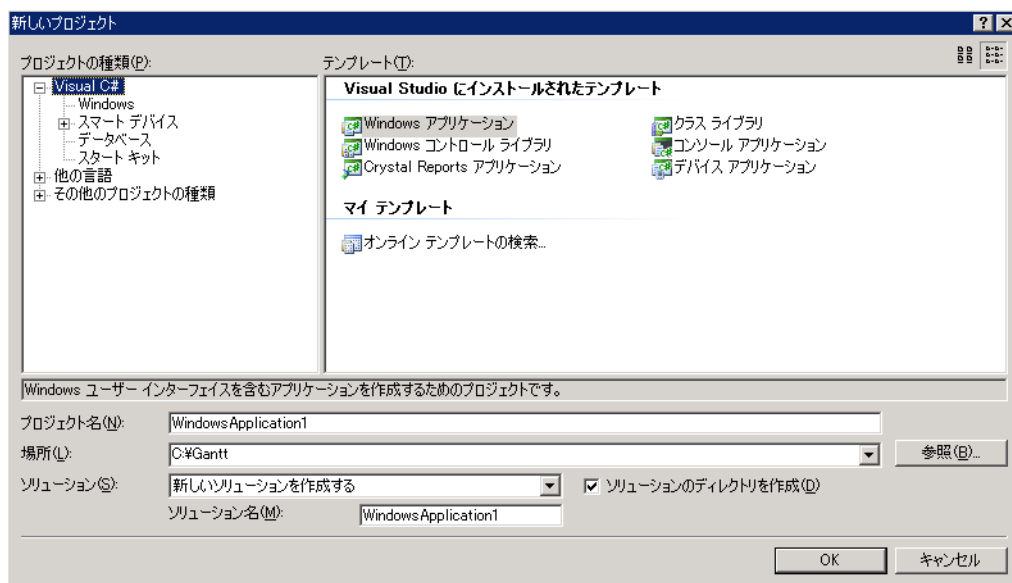 新しいプロジェクト
プロジェクトの種類(P):
テンプレート(T):
Visual C#
Windows
スマート デバイス
データベース
スタート キット
他の言語
その他のプロジェクトの種類
Visual Studio にインストールされたテンプレート
Windows アプリケーション
クラス ライブラリ
Windows コントロール ライブラリ
コンソール アプリケーション
Crystal Reports アプリケーション
デバイス アプリケーション
マイ テンプレート
オンライン テンプレートの検索...
Windows ユーザー インターフェイスを含むアプリケーションを作成するためのプロジェクトです。
プロジェクト名(N): WindowsApplication1
場所(L): C:¥Gantt 参照(B)...
ソリューション(S): 新しいソリューションを作成する ソリューションのディレクトリを作成(D)
ソリューション名(M): WindowsApplication1
OK キャンセル